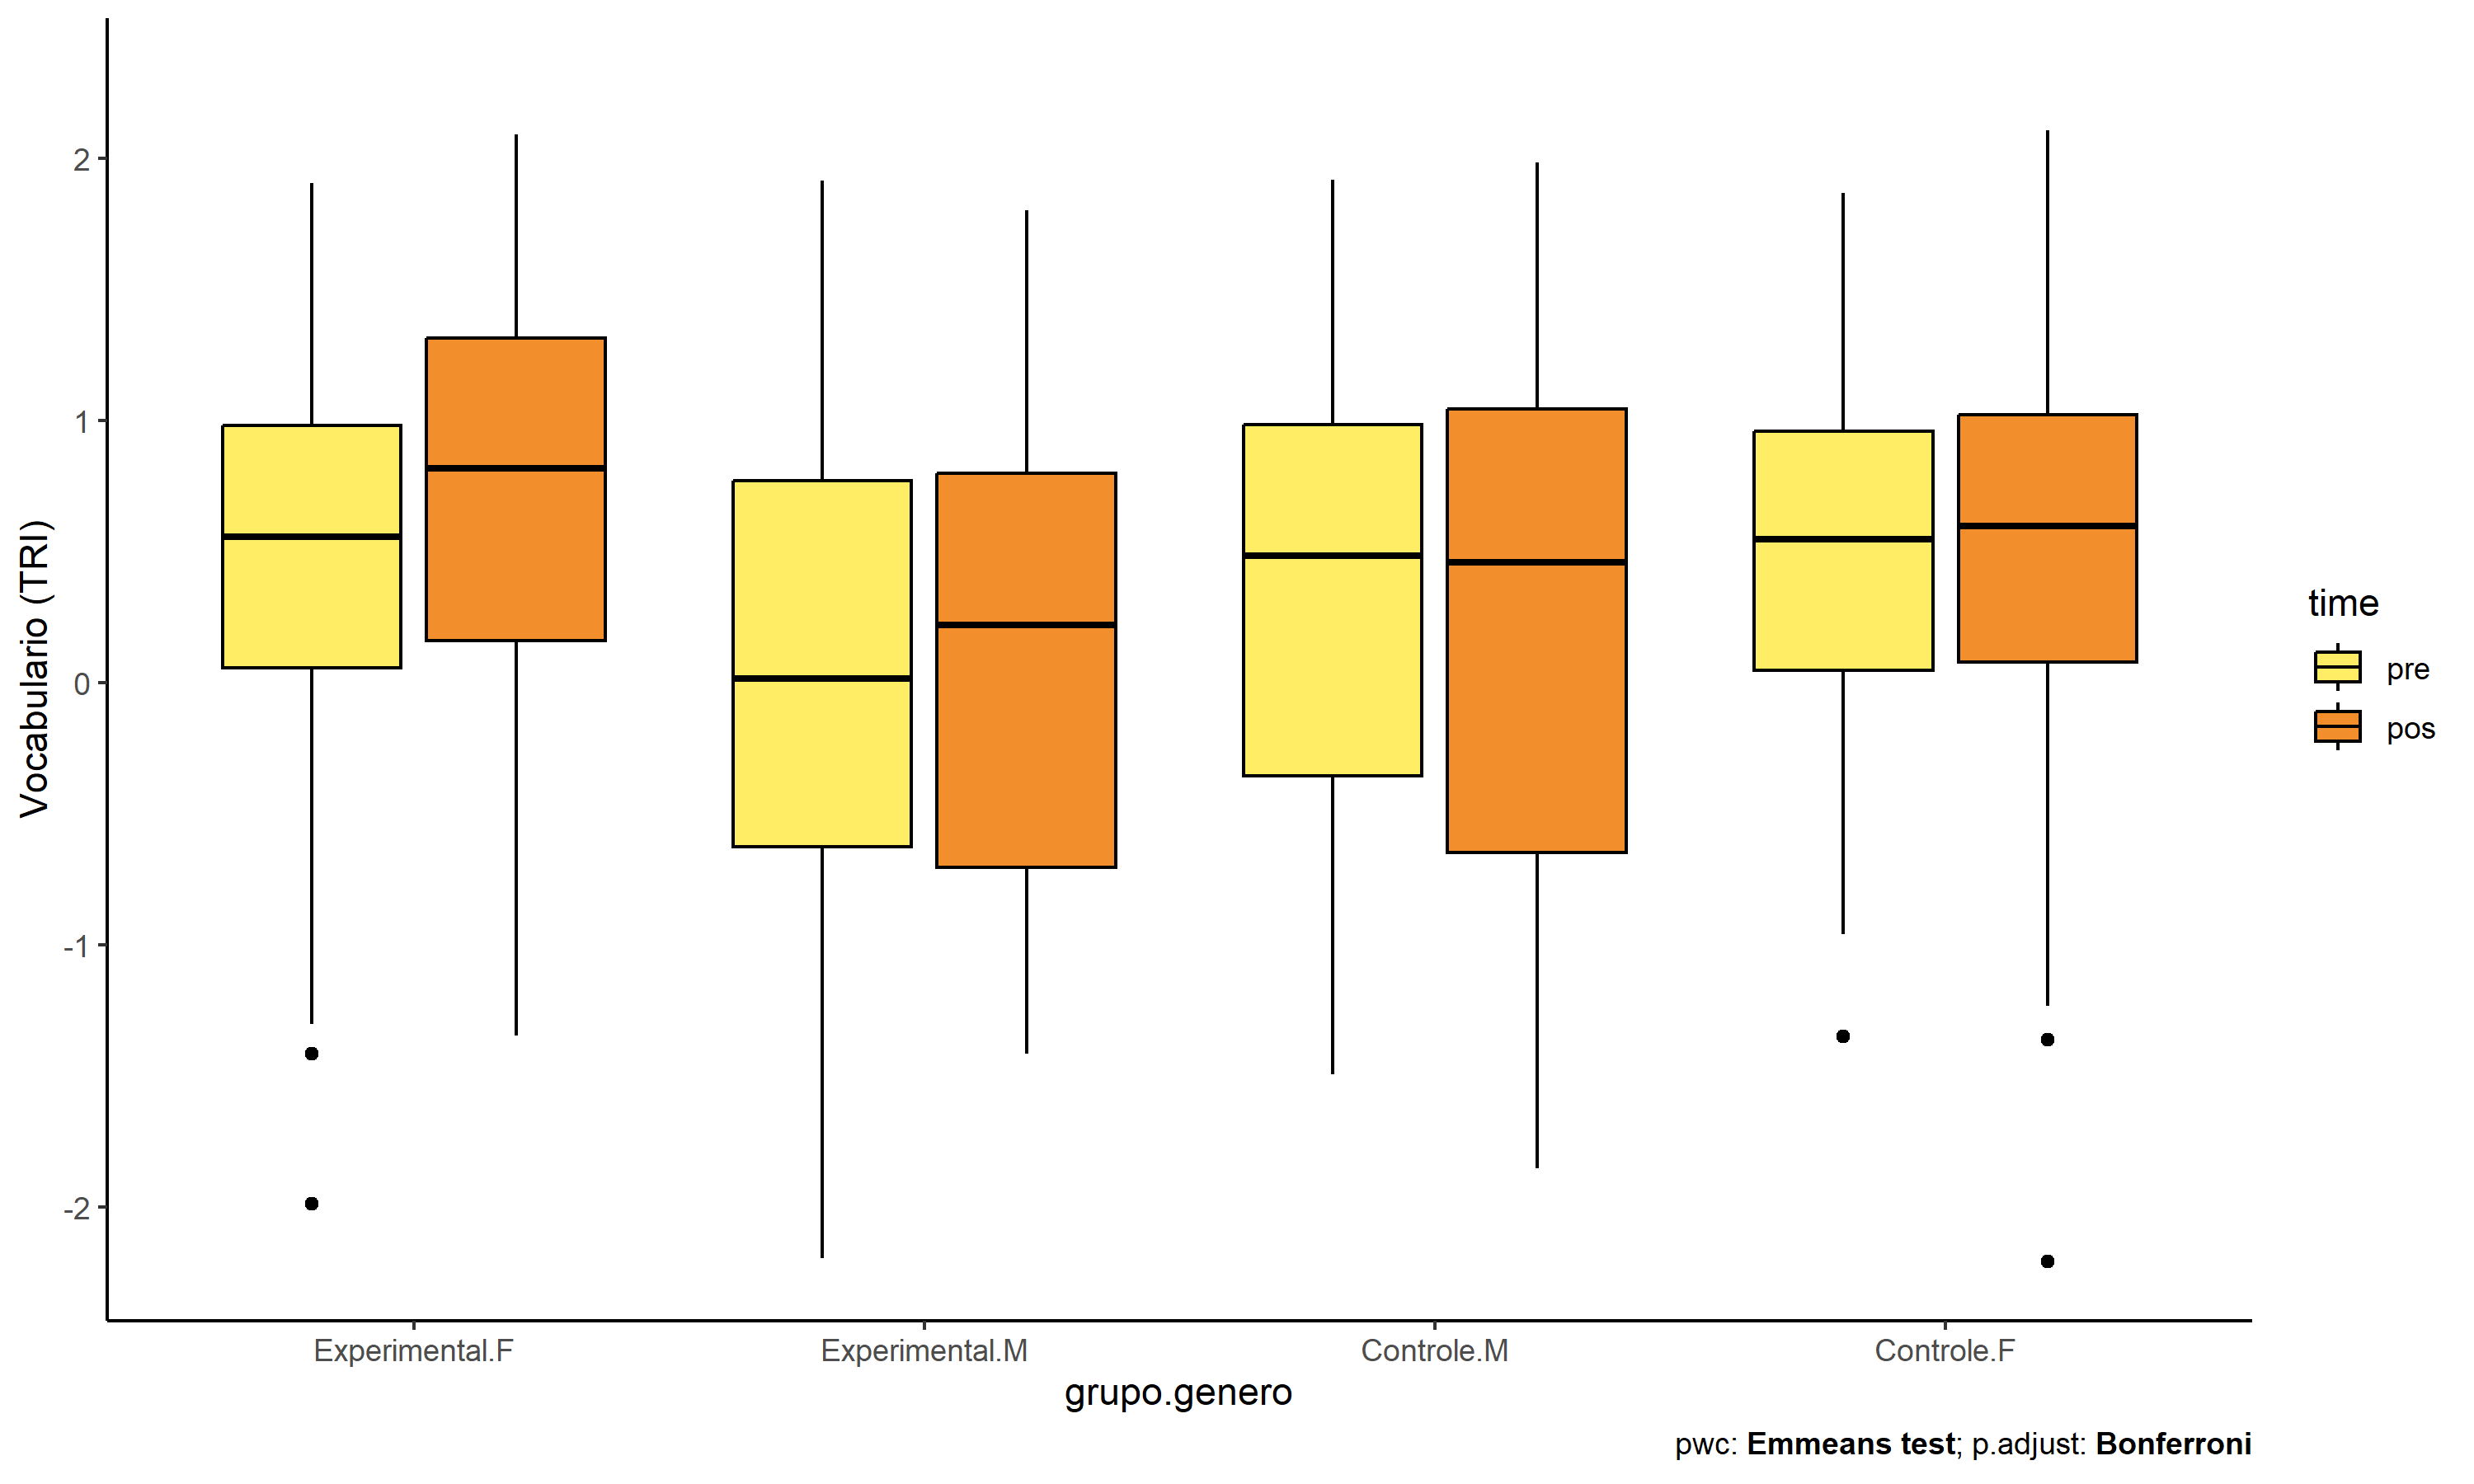 Vocabulario (TRI)
2
1
0
-1
-2
Experimental.F
Experimental.M
Controle.M
Controle.F
grupo.genero
time
pre
pos
pwc: Emmeans test; p.adjust: Bonferroni